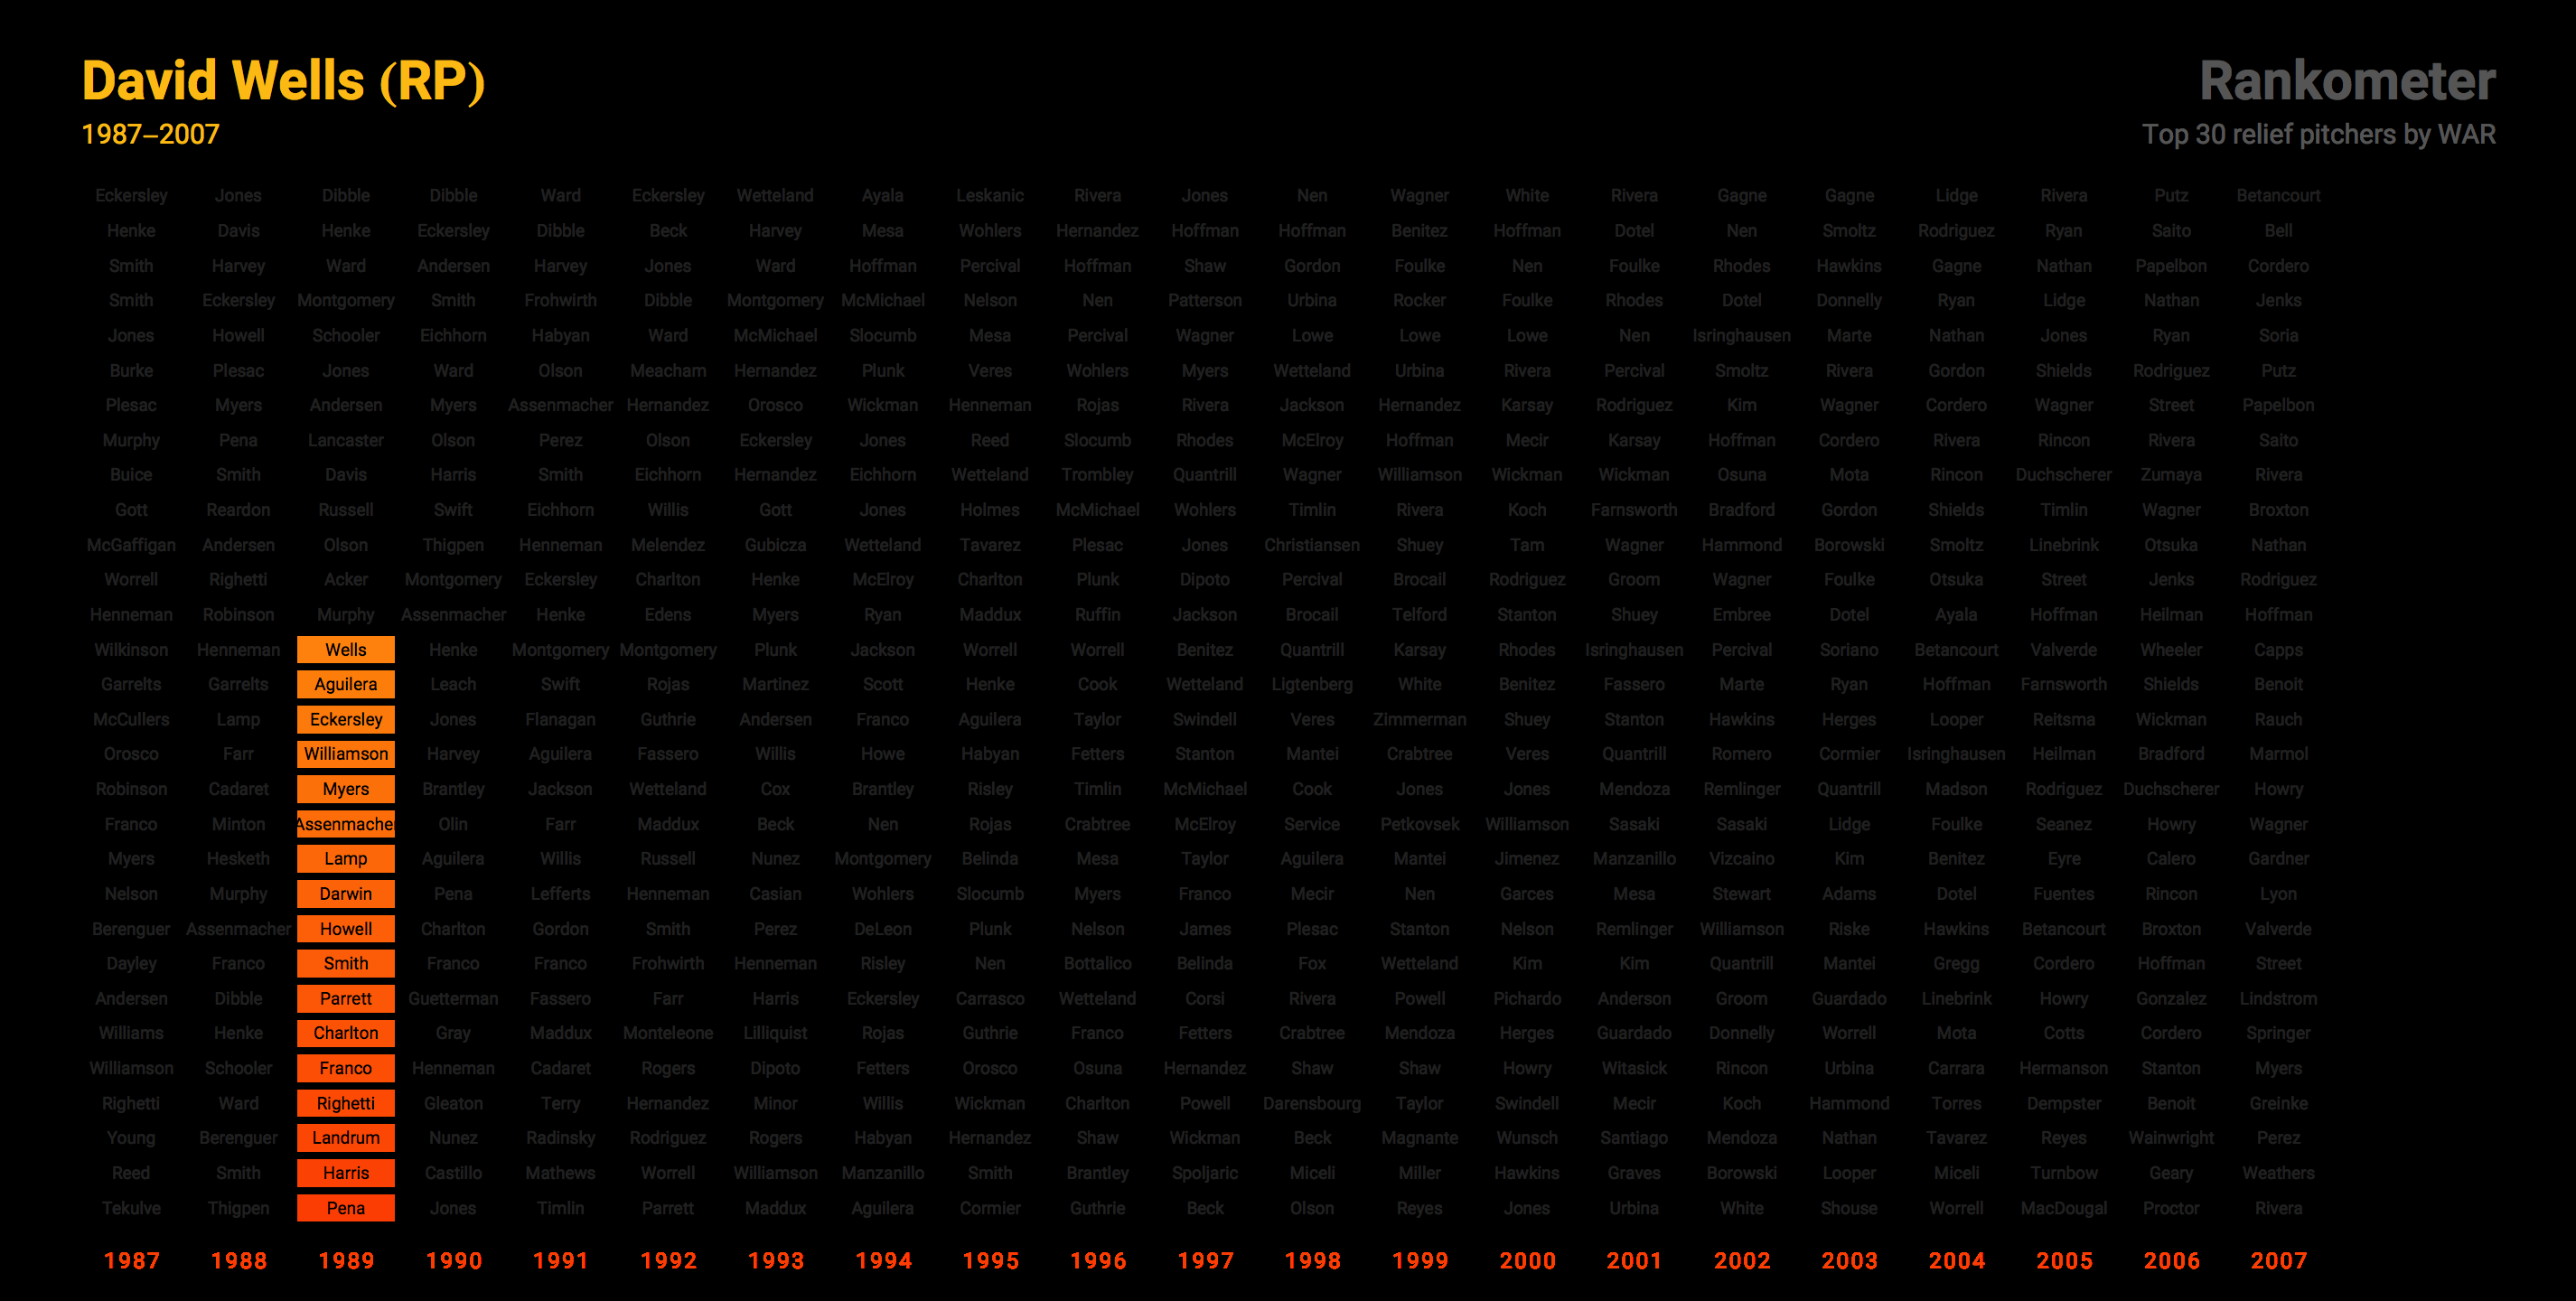 David Wells (RP) Rankometer
1987–2007 Top 30 relief pitchers by WAR
Eckersley Jones Dibble Dibble Ward Eckersley Wetteland Ayala Leskanic Rivera Jones Nen Wagner White Rivera Gagne Gagne Lidge Rivera Putz Betancourt
Henke Davis Henke Eckersley Dibble Beck Harvey Mesa Wohlers Hernandez Hoffman Hoffman Benitez Hoffman Dotel Nen Smoltz Rodriguez Ryan Saito Bell
Smith Harvey Ward Andersen Harvey Jones Ward Hoffman Percival Hoffman Shaw Gordon Foulke Nen Foulke Rhodes Hawkins Gagne Nathan Papelbon Cordero
Smith Eckersley Montgomery Smith Frohwirth Dibble Montgomery McMichael Nelson Nen Patterson Urbina Rocker Foulke Rhodes Dotel Donnelly Ryan Lidge Nathan Jenks
Jones Howell Schooler Eichhorn Habyan Ward McMichael Slocumb Mesa Percival Wagner Lowe Lowe Lowe Nen Isringhausen Marte Nathan Jones Ryan Soria
Burke Plesac Jones Ward Olson Meacham Hernandez Plunk Veres Wohlers Myers Wetteland Urbina Rivera Percival Smoltz Rivera Gordon Shields Rodriguez Putz
Plesac Myers Andersen Myers Assenmacher Hernandez Orosco Wickman Henneman Rojas Rivera Jackson Hernandez Karsay Rodriguez Kim Wagner Cordero Wagner Street Papelbon
Murphy Pena Lancaster Olson Perez Olson Eckersley Jones Reed Slocumb Rhodes McElroy Hoffman Mecir Karsay Hoffman Cordero Rivera Rincon Rivera Saito
Buice Smith Davis Harris Smith Eichhorn Hernandez Eichhorn Wetteland Trombley Quantrill Wagner Williamson Wickman Wickman Osuna Mota Rincon Duchscherer Zumaya Rivera
Gott Reardon Russell Swift Eichhorn Willis Gott Jones Holmes McMichael Wohlers Timlin Rivera Koch Farnsworth Bradford Gordon Shields Timlin Wagner Broxton
McGaffigan Andersen Olson Thigpen Henneman Melendez Gubicza Wetteland Tavarez Plesac Jones Christiansen Shuey Tam Wagner Hammond Borowski Smoltz Linebrink Otsuka Nathan
Worrell Righetti Acker Montgomery Eckersley Charlton Henke McElroy Charlton Plunk Dipoto Percival Brocail Rodriguez Groom Wagner Foulke Otsuka Street Jenks Rodriguez
Henneman Robinson Murphy Assenmacher Henke Edens Myers Ryan Maddux Ruffin Jackson Brocail Telford Stanton Shuey Embree Dotel Ayala Hoffman Heilman Hoffman
Wilkinson Henneman Wells Henke Montgomery Montgomery Plunk Jackson Worrell Worrell Benitez Quantrill Karsay Rhodes Isringhausen Percival Soriano Betancourt Valverde Wheeler Capps
Garrelts Garrelts Aguilera Leach Swift Rojas Martinez Scott Henke Cook Wetteland Ligtenberg White Benitez Fassero Marte Ryan Hoffman Farnsworth Shields Benoit
McCullers Lamp Eckersley Jones Flanagan Guthrie Andersen Franco Aguilera Taylor Swindell Veres Zimmerman Shuey Stanton Hawkins Herges Looper Reitsma Wickman Rauch
Orosco Farr Williamson Harvey Aguilera Fassero Willis Howe Habyan Fetters Stanton Mantei Crabtree Veres Quantrill Romero Cormier Isringhausen Heilman Bradford Marmol
Robinson Cadaret Myers Brantley Jackson Wetteland Cox Brantley Risley Timlin McMichael Cook Jones Jones Mendoza Remlinger Quantrill Madson Rodriguez Duchscherer Howry
Franco Minton Assenmacher Olin Farr Maddux Beck Nen Rojas Crabtree McElroy Service Petkovsek Williamson Sasaki Sasaki Lidge Foulke Seanez Howry Wagner
Myers Hesketh Lamp Aguilera Willis Russell Nunez Montgomery Belinda Mesa Taylor Aguilera Mantei Jimenez Manzanillo Vizcaino Kim Benitez Eyre Calero Gardner
Nelson Murphy Darwin Pena Lefferts Henneman Casian Wohlers Slocumb Myers Franco Mecir Nen Garces Mesa Stewart Adams Dotel Fuentes Rincon Lyon
Berenguer Assenmacher Howell Charlton Gordon Smith Perez DeLeon Plunk Nelson James Plesac Stanton Nelson Remlinger Williamson Riske Hawkins Betancourt Broxton Valverde
Dayley Franco Smith Franco Franco Frohwirth Henneman Risley Nen Bottalico Belinda Fox Wetteland Kim Kim Quantrill Mantei Gregg Cordero Hoffman Street
Andersen Dibble Parrett Guetterman Fassero Farr Harris Eckersley Carrasco Wetteland Corsi Rivera Powell Pichardo Anderson Groom Guardado Linebrink Howry Gonzalez Lindstrom
Williams Henke Charlton Gray Maddux Monteleone Lilliquist Rojas Guthrie Franco Fetters Crabtree Mendoza Herges Guardado Donnelly Worrell Mota Cotts Cordero Springer
Williamson Schooler Franco Henneman Cadaret Rogers Dipoto Fetters Orosco Osuna Hernandez Shaw Shaw Howry Witasick Rincon Urbina Carrara Hermanson Stanton Myers
Righetti Ward Righetti Gleaton Terry Hernandez Minor Willis Wickman Charlton Powell Darensbourg Taylor Swindell Mecir Koch Hammond Torres Dempster Benoit Greinke
Young Berenguer Landrum Nunez Radinsky Rodriguez Rogers Habyan Hernandez Shaw Wickman Beck Magnante Wunsch Santiago Mendoza Nathan Tavarez Reyes Wainwright Perez
Reed Smith Harris Castillo Mathews Worrell Williamson Manzanillo Smith Brantley Spoljaric Miceli Miller Hawkins Graves Borowski Looper Miceli Turnbow Geary Weathers
Tekulve Thigpen Pena Jones Timlin Parrett Maddux Aguilera Cormier Guthrie Beck Olson Reyes Jones Urbina White Shouse Worrell MacDougal Proctor Rivera
1987 1988 1989 1990 1991 1992 1993 1994 1995 1996 1997 1998 1999 2000 2001 2002 2003 2004 2005 2006 2007